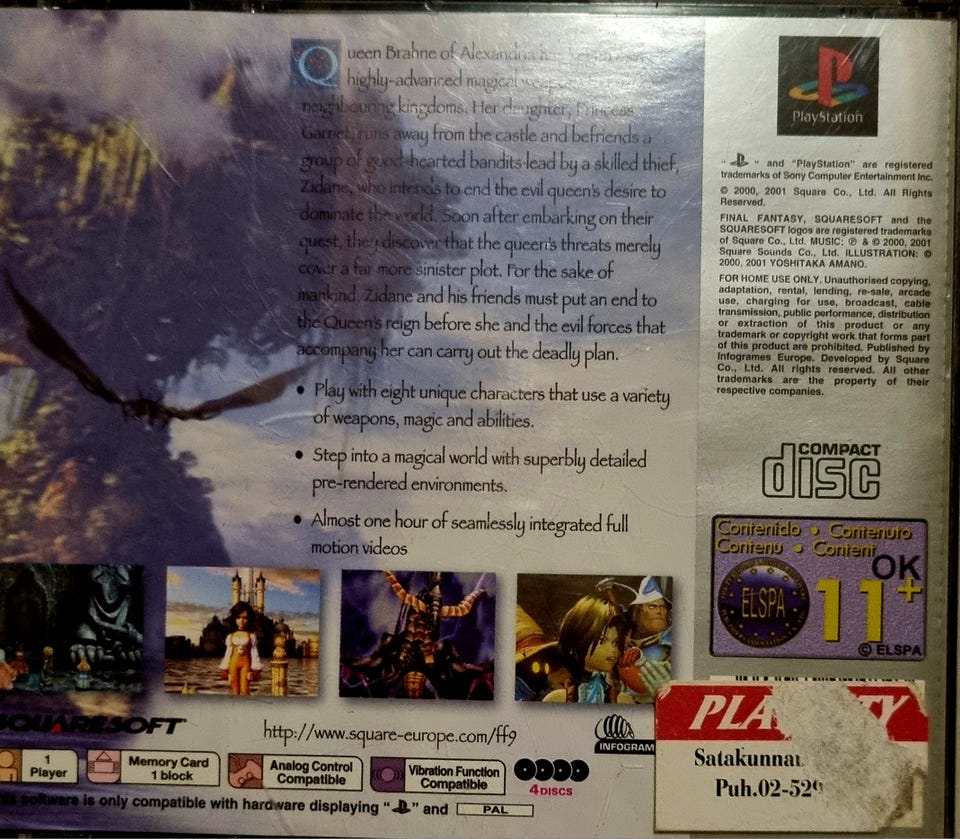 Queen Brahne of Alexandria has
highly-advanced magical
neighbouring kingdoms. Her daughter, Princess
Garnet, runs away from the castle and befriends a
group of good-hearted bandits lead by a skilled thief,
Zidane, who intends to end the evil queen's desire to
dominate the world. Soon after embarking on their
quest, they discover that the queen's threats merely
cover a far more sinister plot. For the sake of
mankind, Zidane and his friends must put an end to
the Queen's reign before she and the evil forces that
accompany her can carry out the deadly plan.
• Play with eight unique characters that use a variety
of weapons, magic and abilities.
• Step into a magical world with superbly detailed
pre-rendered environments.
• Almost one hour of seamlessly integrated full
motion videos
SQUARESOFT
http://www.square-europe.com/ff9
INFOGRAM
1
Player
Memory Card
1 block
Analog Control
Compatible
Vibration Function
Compatible
4 DISCS
software is only compatible with hardware displaying " " and PAL
PlayStation
" " and "PlayStation" are registered
trademarks of Sony Computer Entertainment Inc.
© 2000, 2001 Square Co., Ltd. All Rights
Reserved.
FINAL FANTASY, SQUARESOFT and the
SQUARESOFT logos are registered trademarks
of Square Co., Ltd. MUSIC: ℗ & © 2000, 2001
Square Sounds Co., Ltd. ILLUSTRATION: ©
2000, 2001 YOSHITAKA AMANO.
FOR HOME USE ONLY. Unauthorised copying,
adaptation, rental, lending, re-sale, arcade
use, charging for use, broadcast, cable
transmission, public performance, distribution
or extraction of this product or any
trademark or copyright work that forms part
of this product are prohibited. Published by
Infogrames Europe. Developed by Square
Co., Ltd. All rights reserved. All other
trademarks are the property of their
respective companies.
COMPACT
disc
Contenido • Contenuto
Contenu • Content
OK
ELSPA
11+
© ELSPA
PLA TY
Satakunna
Puh.02-529